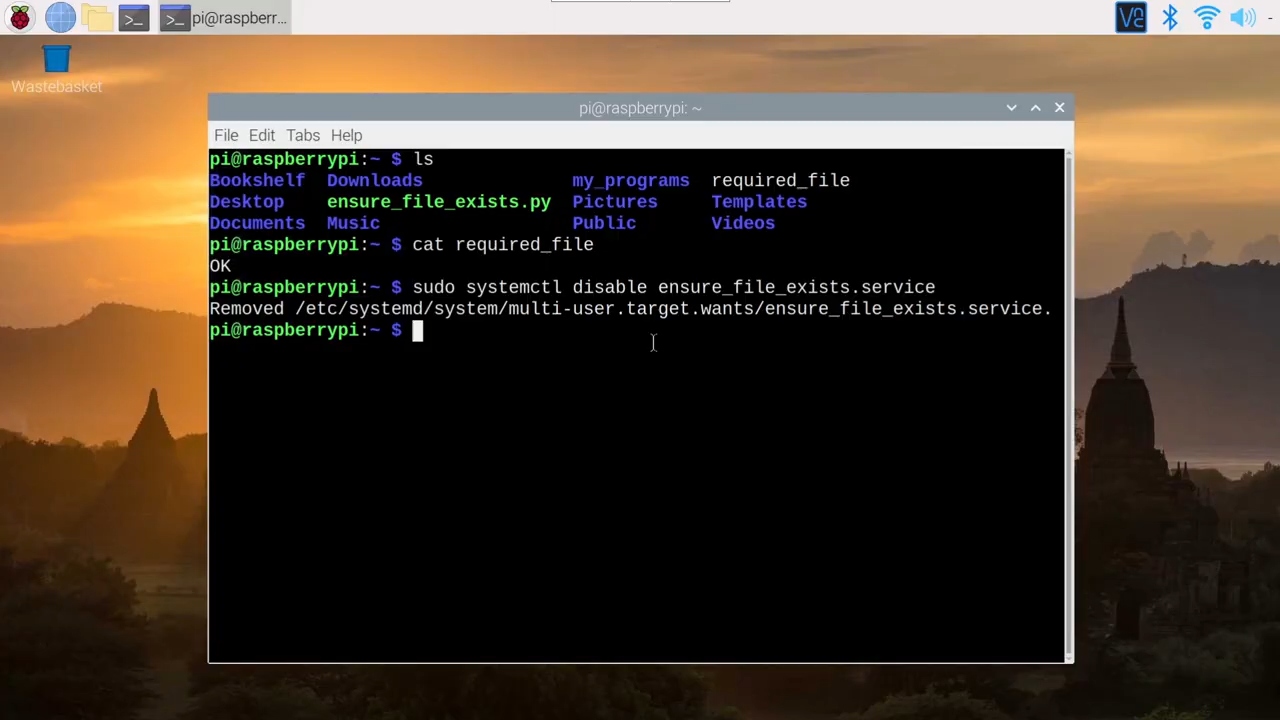 >_
>_ pi@raspberr...
Wastebasket
pi@raspberrypi: ~
File Edit Tabs Help
pi@raspberrypi:~ $ ls
Bookshelf Downloads my_programs required_file
Desktop ensure_file_exists.py Pictures Templates
Documents Music Public Videos
pi@raspberrypi:~ $ cat required_file
OK
pi@raspberrypi:~ $ sudo systemctl disable ensure_file_exists.service
Removed /etc/systemd/system/multi-user.target.wants/ensure_file_exists.service.
pi@raspberrypi:~ $